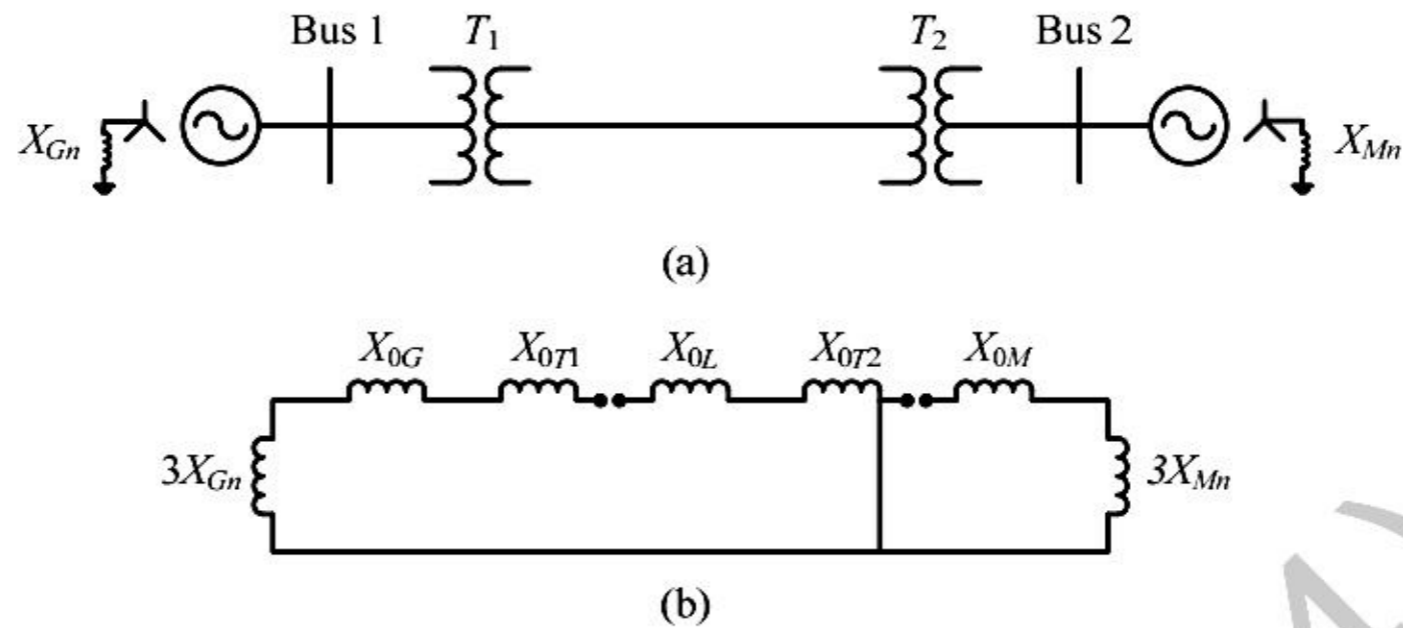 Bus 1 T1 T2 Bus 2
XGn XMn
(a)
X0G X0T1 X0L X0T2 X0M
3XGn 3XMn
(b)